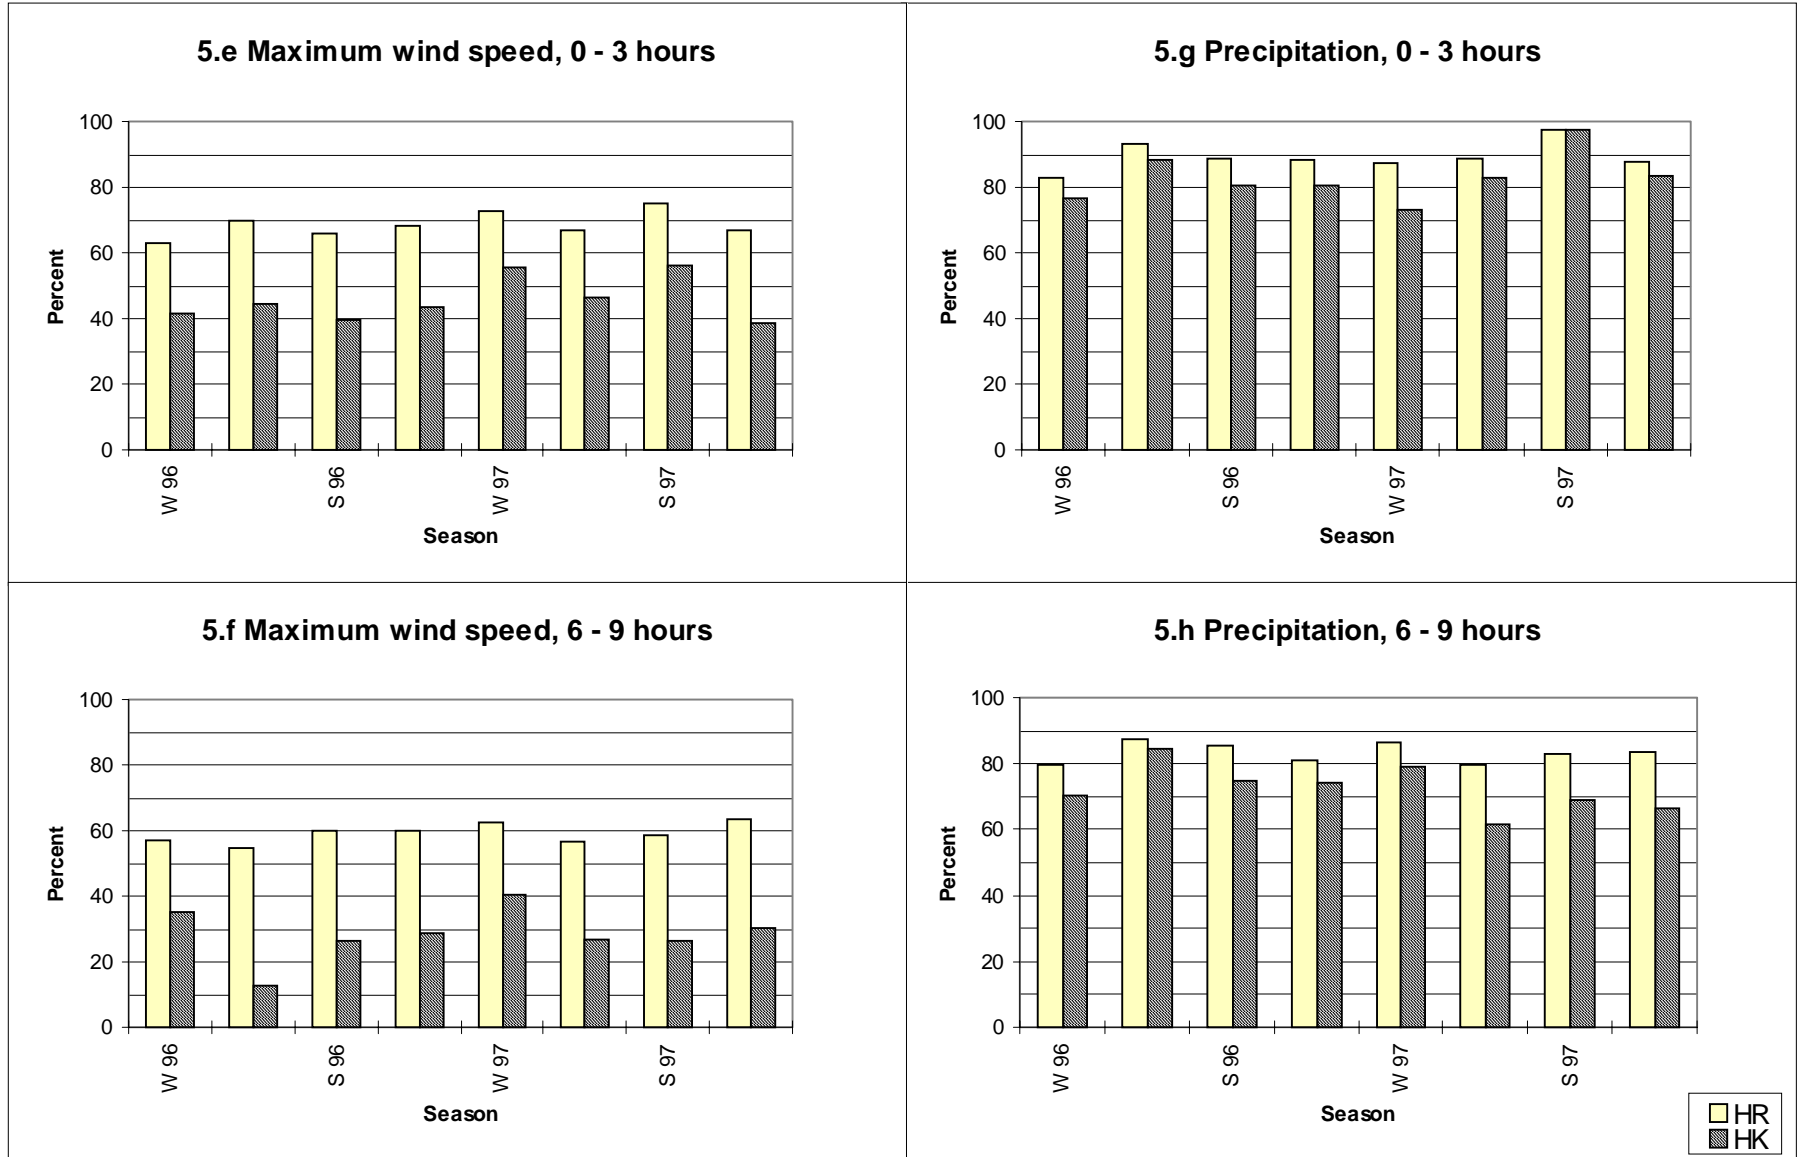 5.e Maximum wind speed, 0 - 3 hours
100
80
60
40
20
0
Percent
W 96
S 96
W 97
S 97
Season
5.g Precipitation, 0 - 3 hours
100
80
60
40
20
0
Percent
W 96
S 96
W 97
S 97
Season
5.f Maximum wind speed, 6 - 9 hours
100
80
60
40
20
0
Percent
W 96
S 96
W 97
S 97
Season
5.h Precipitation, 6 - 9 hours
100
80
60
40
20
0
Percent
W 96
S 96
W 97
S 97
Season
HR
HK